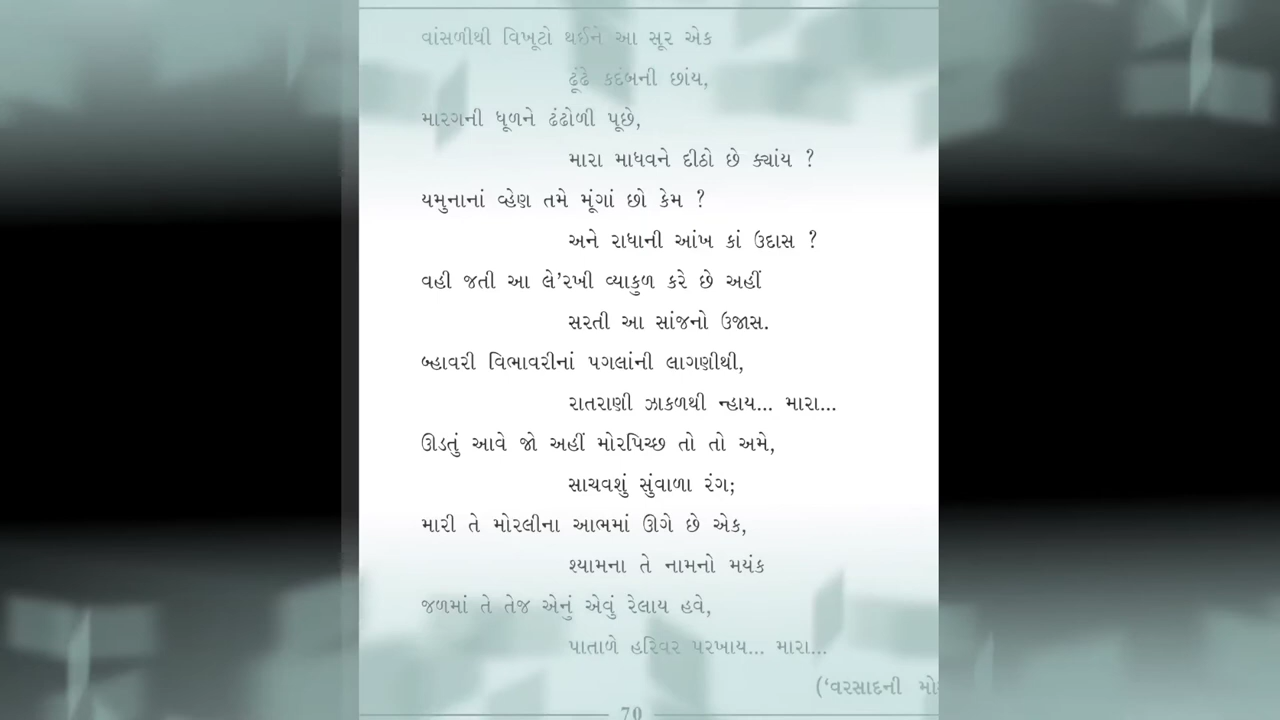 વાંસળીથી વિખૂટો થઈને આ સૂર એક
ઢૂંઢે કદંબની છાંય,
મારગની ધૂળને ઢંઢોળી પૂછે,
મારા માધવને દીઠો છે ક્યાંય ?
યમુનાનાં વ્હેણ તમે મૂંગાં છો કેમ ?
અને રાધાની આંખ કાં ઉદાસ ?
વહી જતી આ લે'રખી વ્યાકુળ કરે છે અહીં
સરતી આ સાંજનો ઉજાસ.
બ્હાવરી વિભાવરીનાં પગલાંની લાગણીથી,
રાતરાણી ઝાકળથી ન્હાય... મારા...
ઊડતું આવે જો અહીં મોરપિચ્છ તો તો અમે,
સાચવશું સુંવાળા રંગ;
મારી તે મોરલીના આભમાં ઊગે છે એક,
શ્યામના તે નામનો મયંક
જળમાં તે તેજ એનું એવું રેલાય હવે,
પાતાળે હરિવર પરખાય... મારા...
('વરસાદની
70